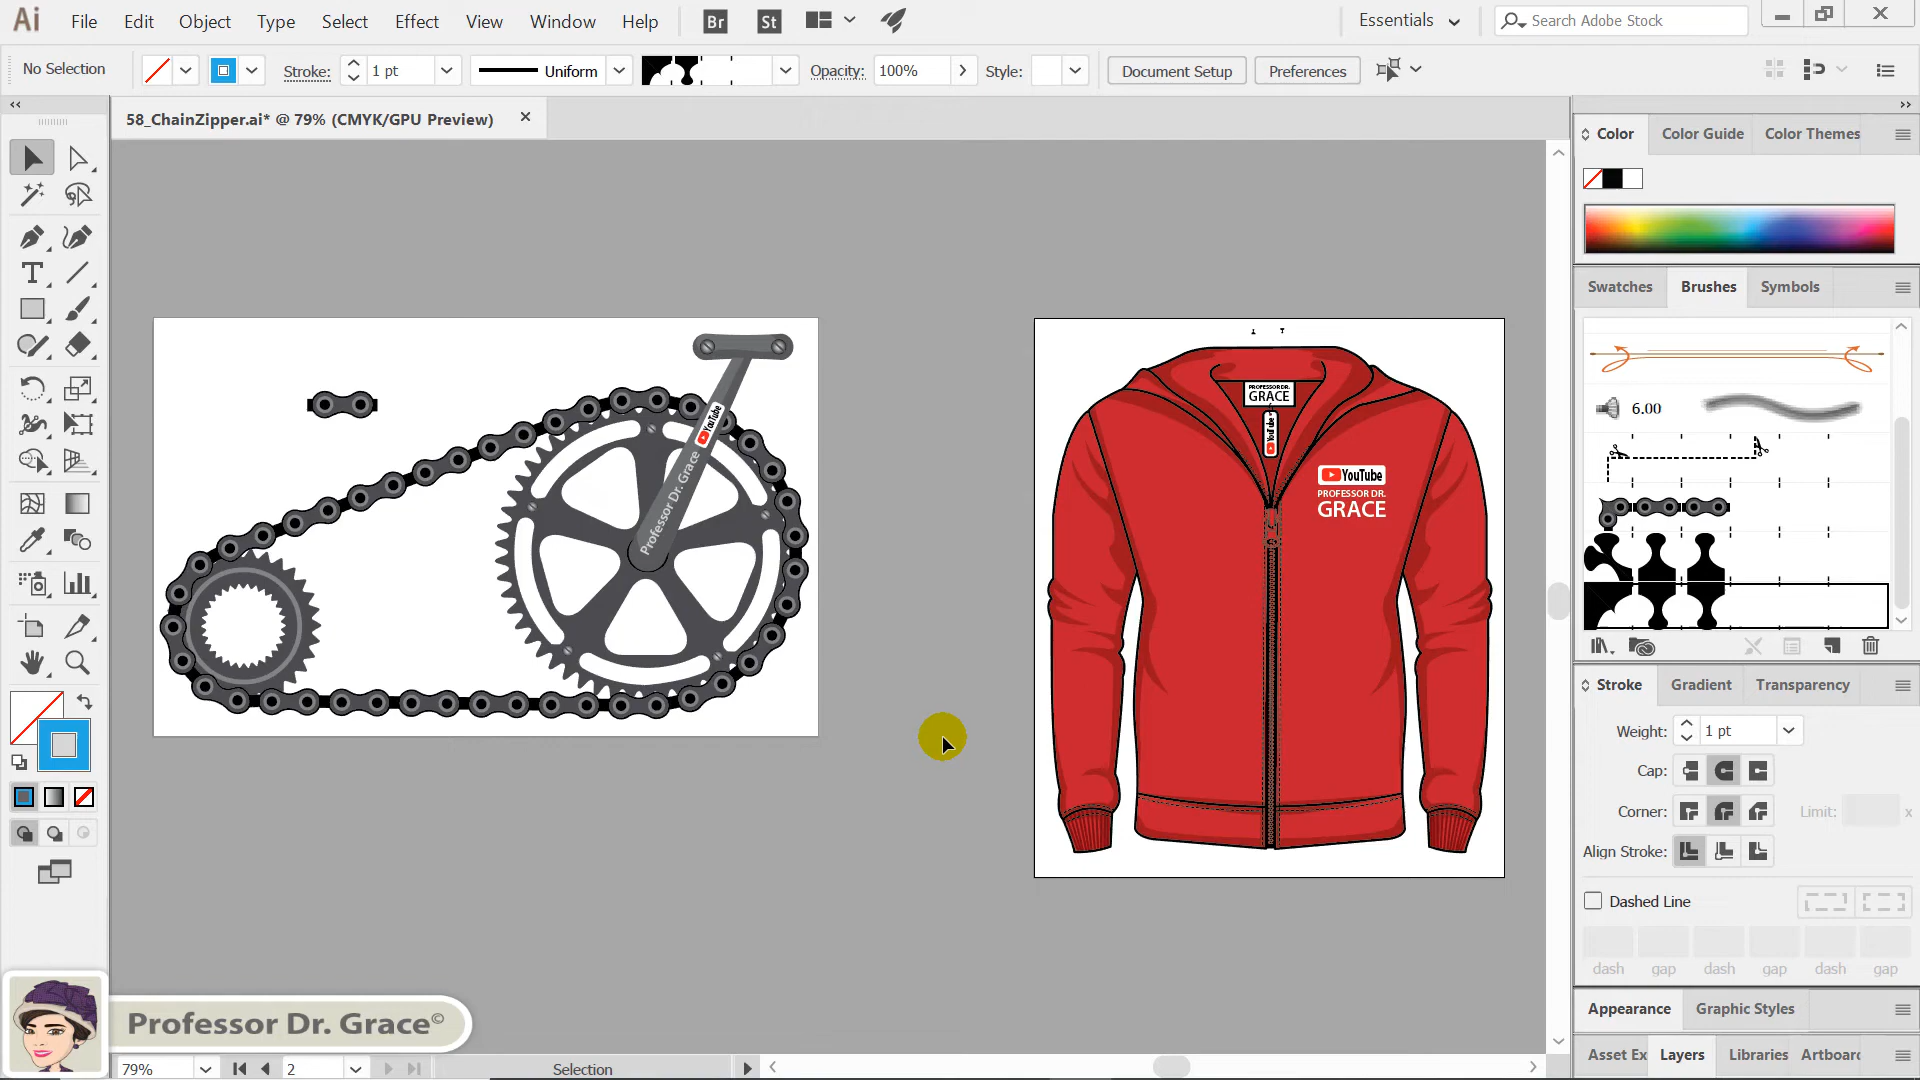 Ai File Edit Object Type Select Effect View Window Help Br St Essentials Search Adobe Stock
No Selection Stroke: 1 pt Uniform Opacity: 100% Style: Document Setup Preferences
58_ChainZipper.ai* @ 79% (CMYK/GPU Preview)
Color Color Guide Color Themes
Swatches Brushes Symbols
6.00
YouTube
Professor Dr. Grace
PROFESSOR DR.
GRACE
YouTube
YouTube
PROFESSOR DR.
GRACE
Stroke Gradient Transparency
Weight: 1 pt
Cap:
Corner: Limit: x
Align Stroke:
Dashed Line
dash gap dash gap dash gap
Appearance Graphic Styles
Asset Ex Layers Libraries Artboard
Professor Dr. Grace©
79% 2 Selection